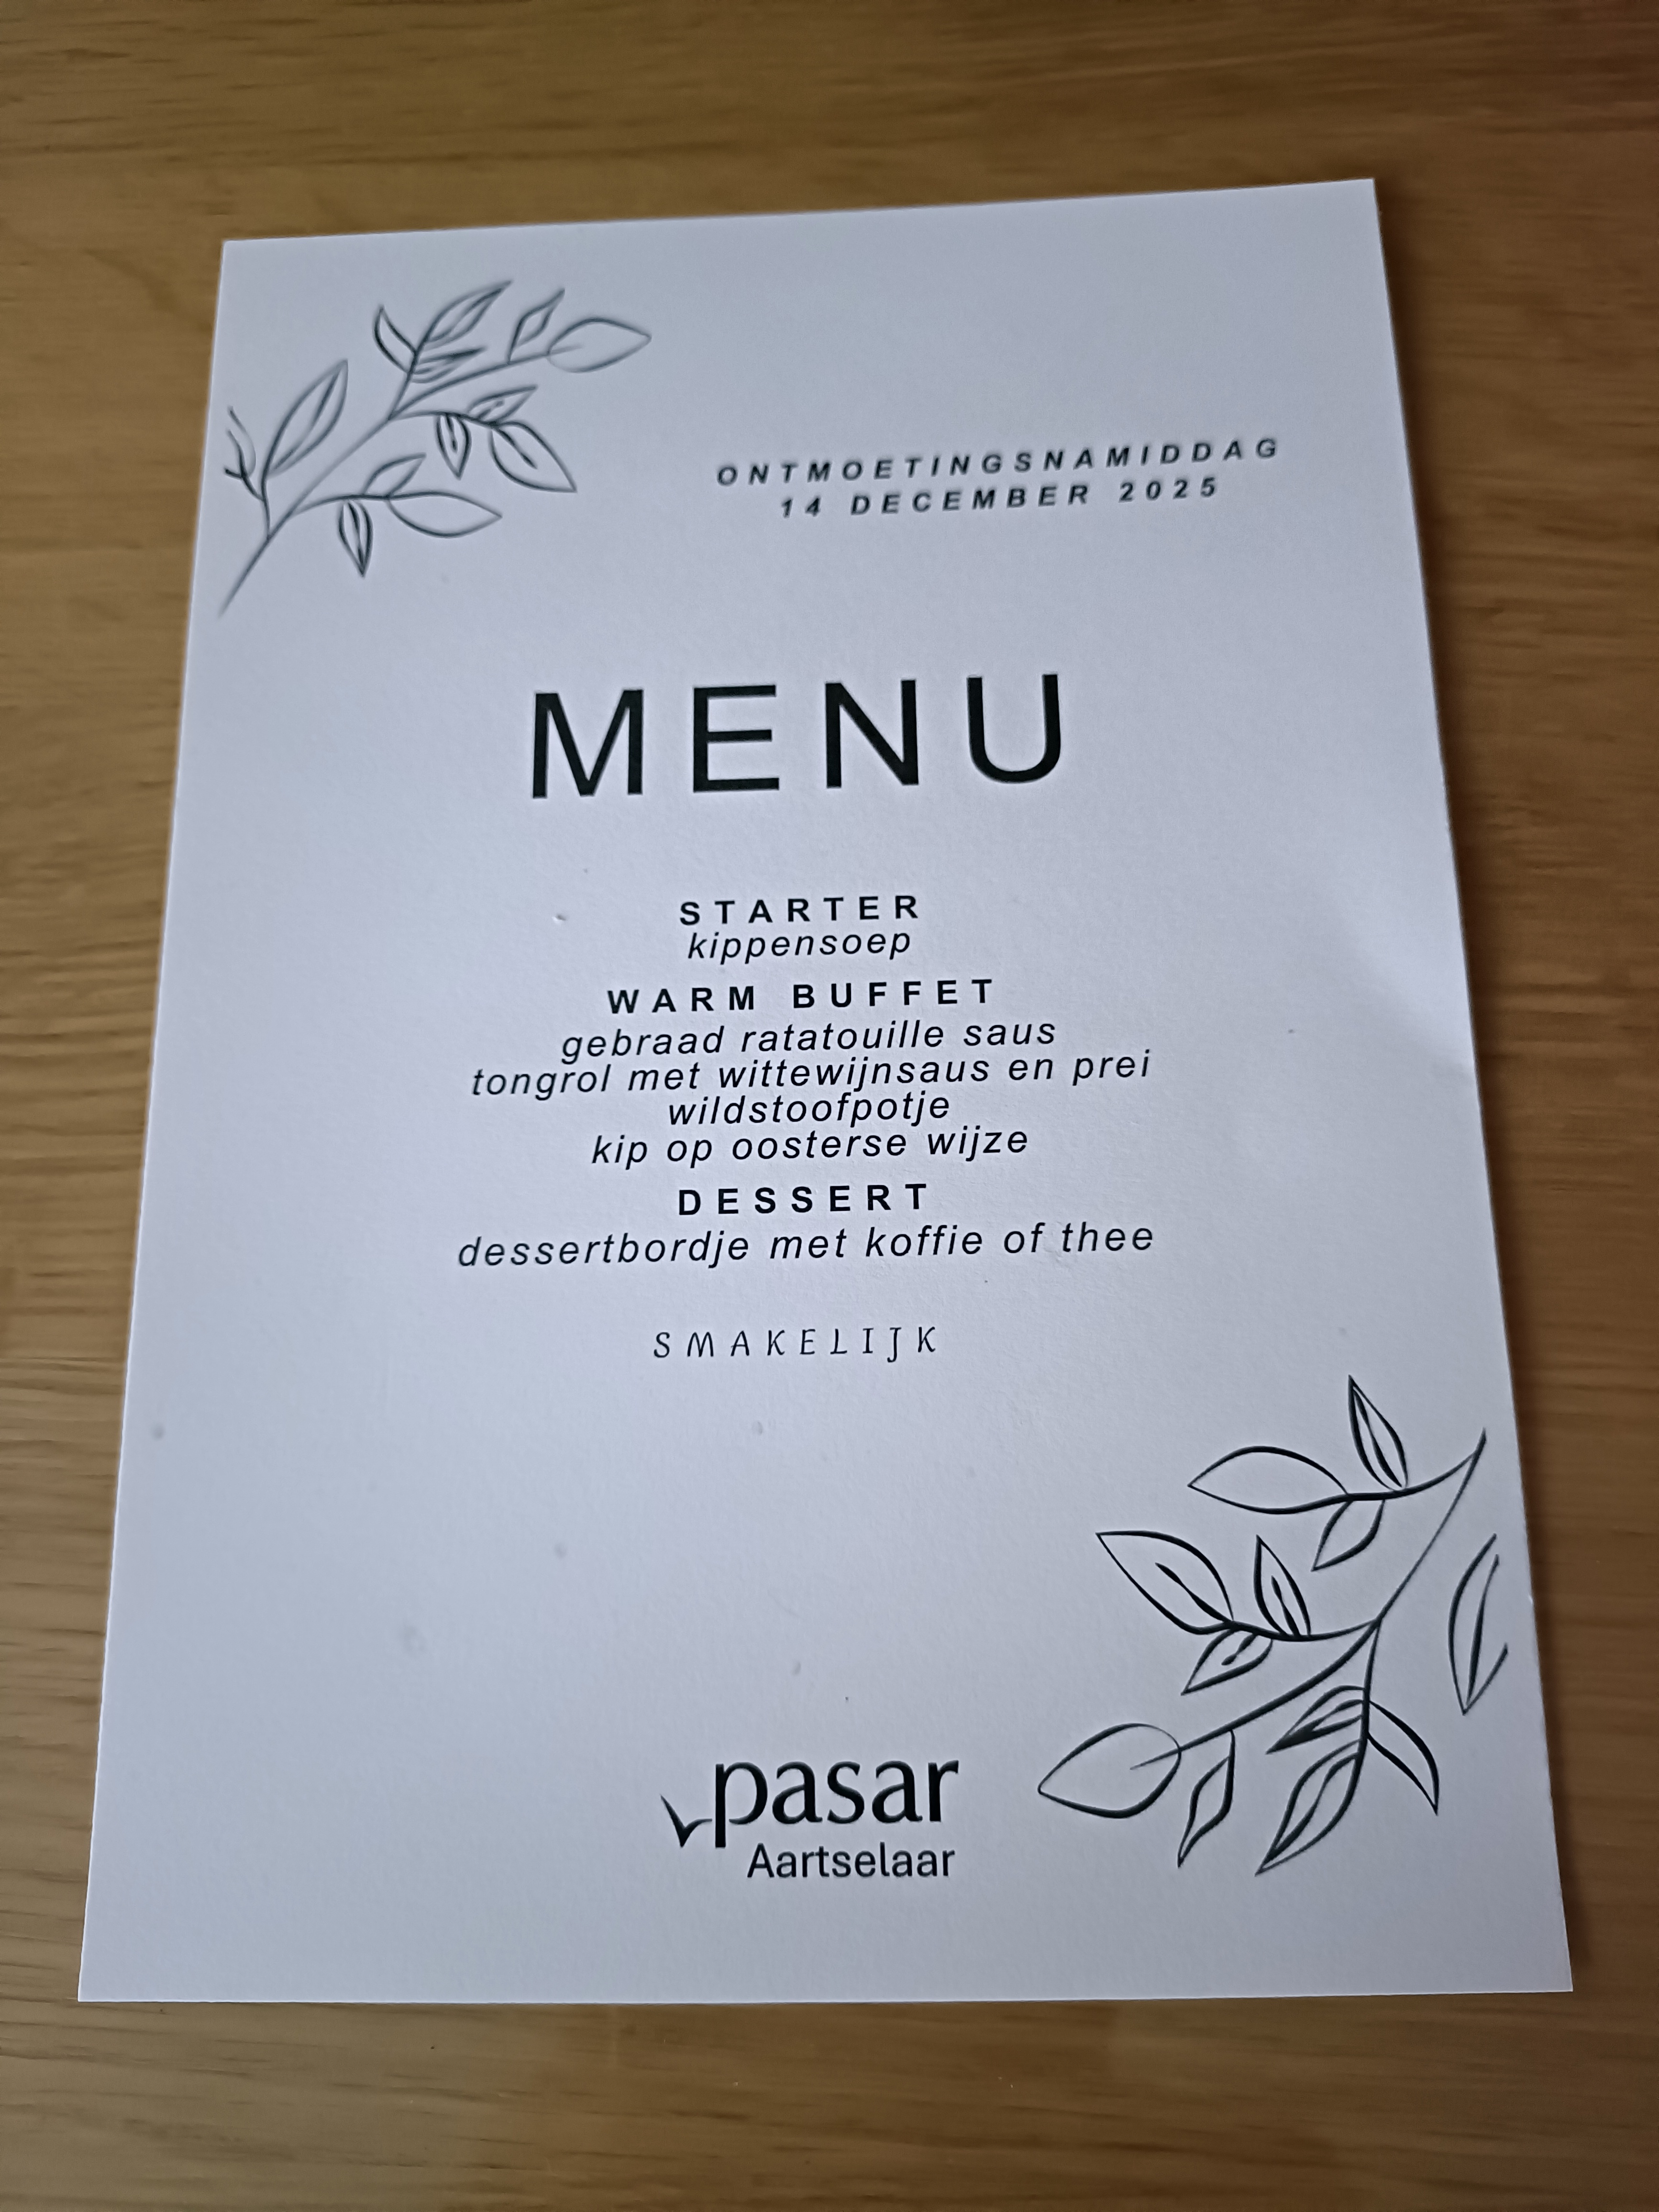 ONTMOETINGSNAMIDDAG
14 DECEMBER 2025
MENU
STARTER
kippensoep
WARM BUFFET
gebraad ratatouille saus
tongrol met wittewijnsaus en prei
wildstoofpotje
kip op oosterse wijze
DESSERT
dessertbordje met koffie of thee
SMAKELIJK
pasar
Aartselaar